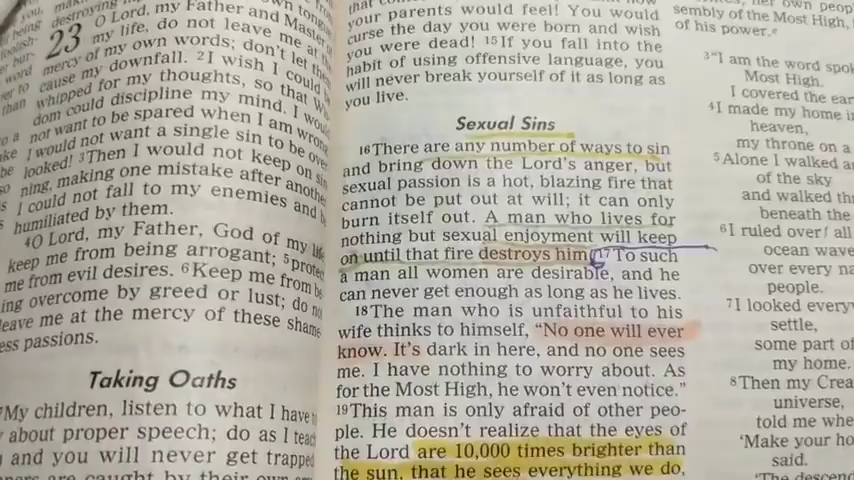 mercy of my own words; don't let them
cause my downfall. ²I wish I could be
whipped for my thoughts, so that
dom could discipline my mind. I would
not want to be spared when I am wrong
I would not want a single sin to be over
looked! ³Then I would not keep on sin
ning, making one mistake after another
I could not fall to my enemies and be
humiliated by them.
⁴O Lord, my Father, God of my life
keep me from being arrogant; ⁵protect
me from evil desires. ⁶Keep me from be
ing overcome by greed or lust; do not
leave me at the mercy of these shame
ess passions.
Taking Oaths
⁷My children, listen to what I have
about proper speech; do as I teach
and you will never get trapped
23 O Lord, my Father and Master of
my life, do not leave me at the
your parents would feel! You would
curse the day you were born and wish
you were dead! ¹⁵If you fall into the
habit of using offensive language, you
will never break yourself of it as long as
you live.
Sexual Sins
¹⁶There are any number of ways to sin
and bring down the Lord's anger, but
sexual passion is a hot, blazing fire that
cannot be put out at will; it can only
burn itself out. A man who lives for
nothing but sexual enjoyment will keep
on until that fire destroys him. ¹⁷To such
a man all women are desirable, and he
can never get enough as long as he lives.
¹⁸The man who is unfaithful to his
wife thinks to himself, "No one will ever
know. It's dark in here, and no one sees
me. I have nothing to worry about. As
for the Most High, he won't even notice."
¹⁹This man is only afraid of other peo-
ple. He doesn't realize that the eyes of
the Lord are 10,000 times brighter than
the sun, that he sees everything we do,
sembly of the Most High,
of his power.
³"I am the word spok
Most High.
I covered the ear
⁴I made my home i
heaven,
my throne on a
⁵Alone I walked a
of the sky
and walked th
beneath the
⁶I ruled over all
ocean wave
over every na
people.
⁷I looked every
settle,
some part of
my home.
⁸Then my Crea
universe,
told me whe
'Make your ho
said.
'The descend